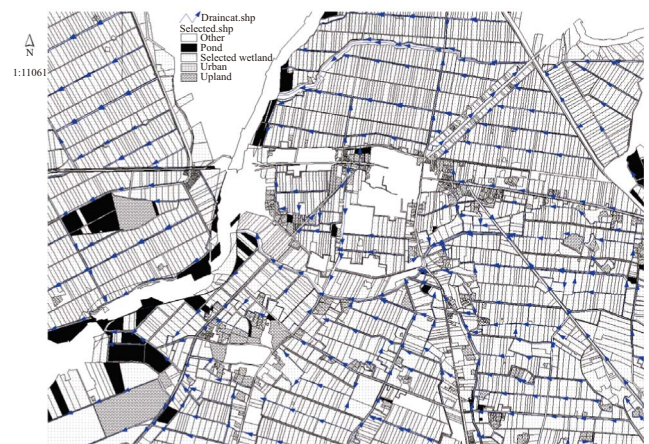 Draincat.shp
Selected.shp
Other
Pond
Selected wetland
Urban
Upland
N
1:11061